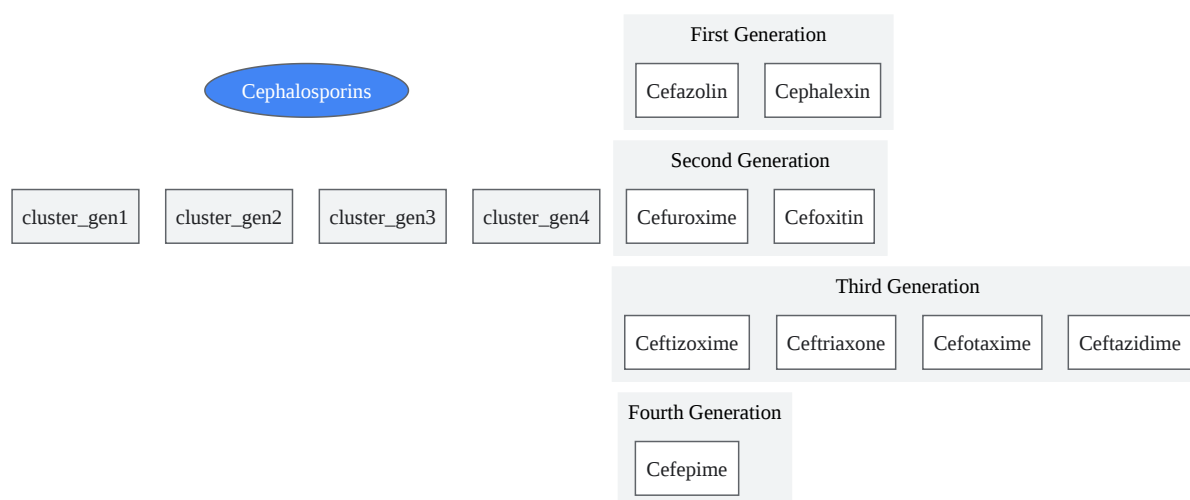 First Generation
Cephalosporins
Cefazolin Cephalexin
Second Generation
cluster_gen1 cluster_gen2 cluster_gen3 cluster_gen4 Cefuroxime Cefoxitin
Third Generation
Ceftizoxime Ceftriaxone Cefotaxime Ceftazidime
Fourth Generation
Cefepime